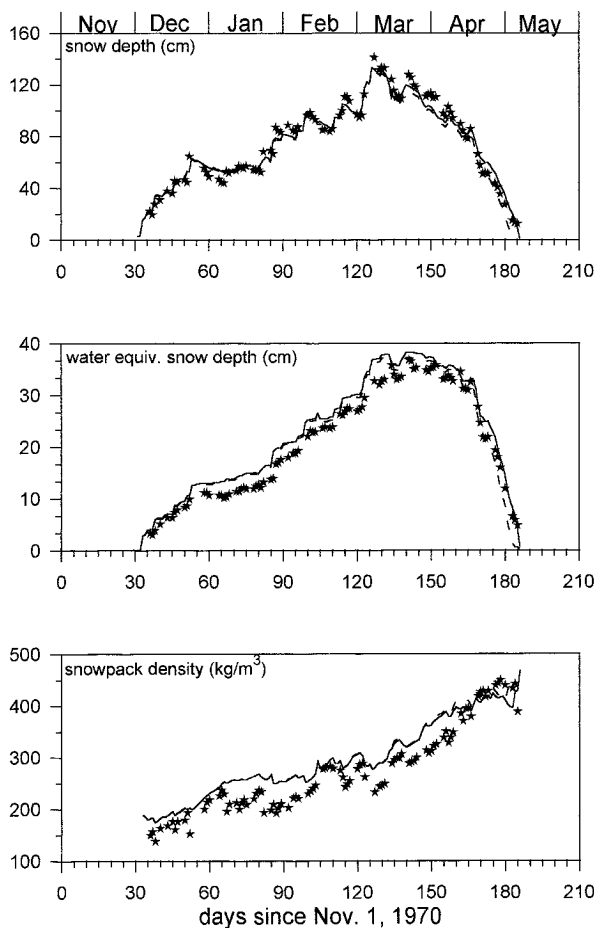 Nov Dec Jan Feb Mar Apr May
160
snow depth (cm)
120
80
40
0
0 30 60 90 120 150 180 210
40
water equiv. snow depth (cm)
30
20
10
0
0 30 60 90 120 150 180 210
500
snowpack density (kg/m³)
400
300
200
100
0 30 60 90 120 150 180 210
days since Nov. 1, 1970